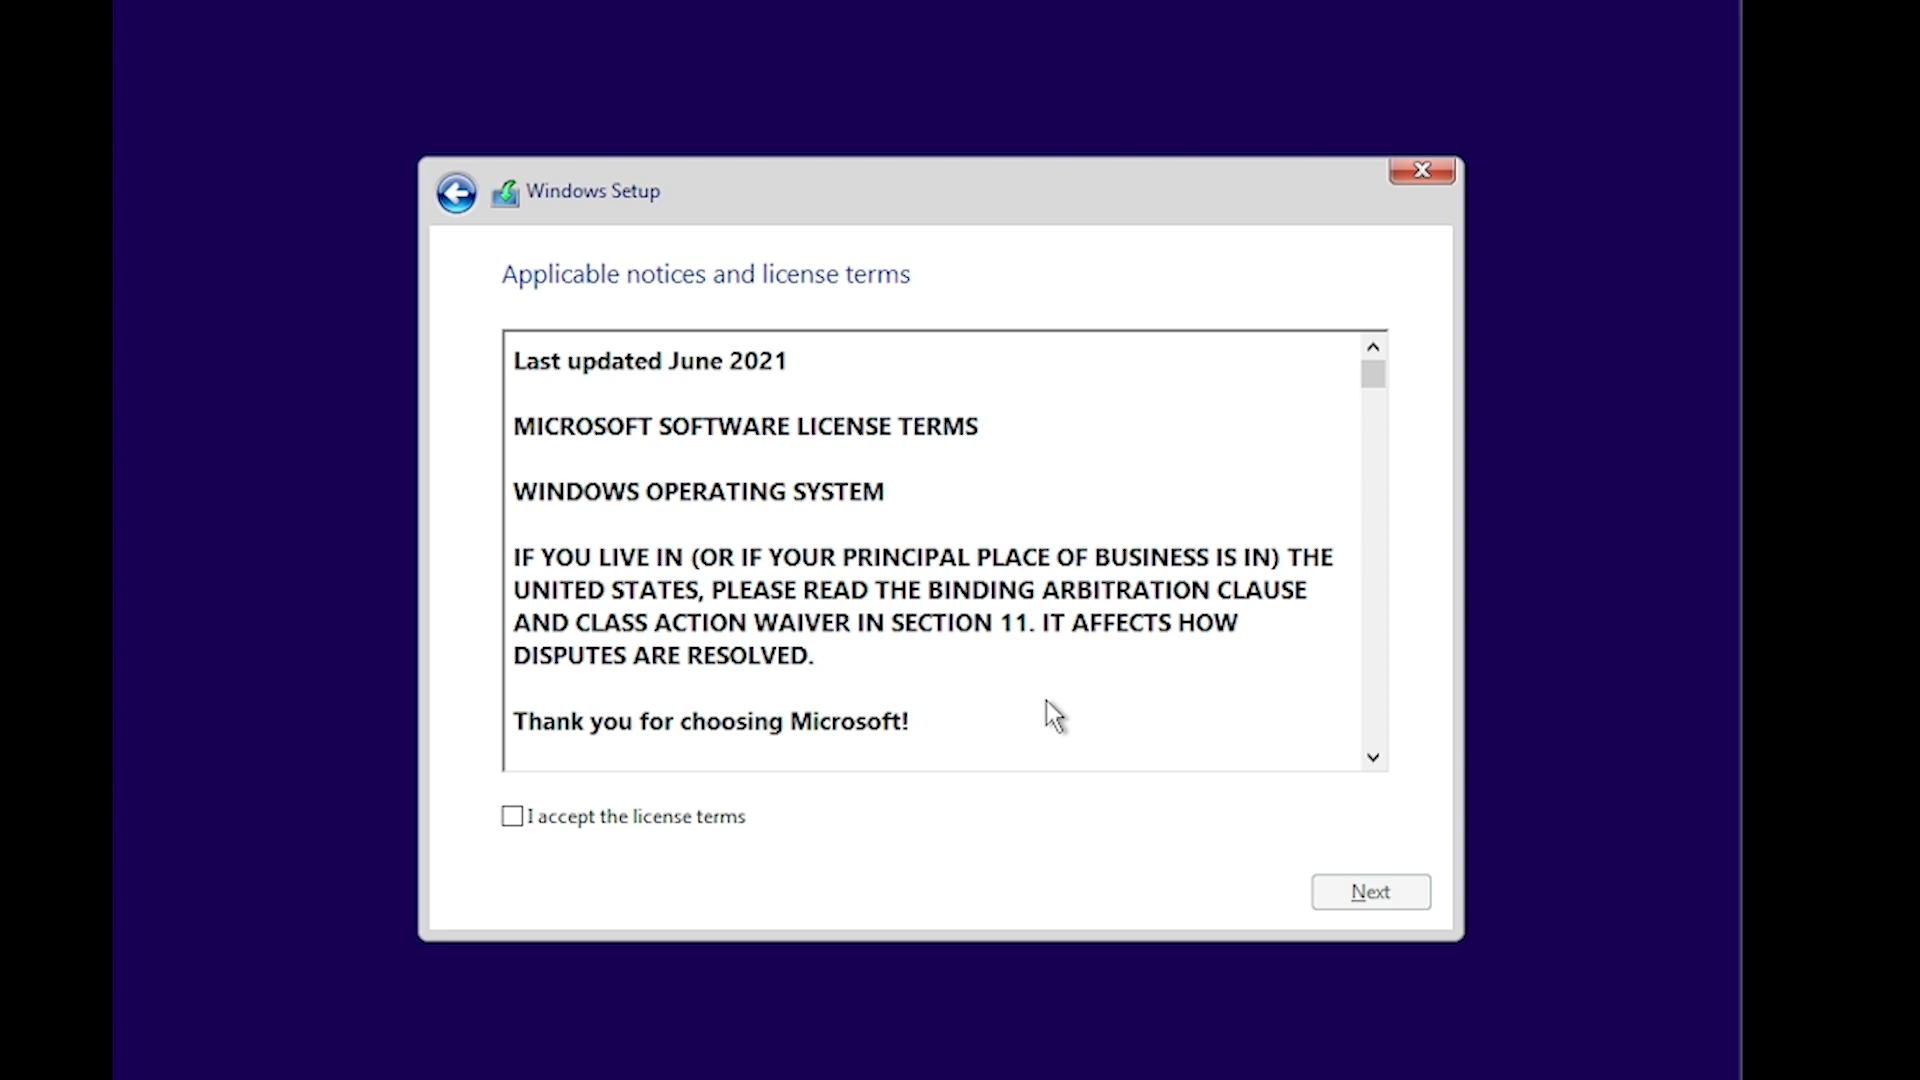 Windows Setup
Applicable notices and license terms
Last updated June 2021
MICROSOFT SOFTWARE LICENSE TERMS
WINDOWS OPERATING SYSTEM
IF YOU LIVE IN (OR IF YOUR PRINCIPAL PLACE OF BUSINESS IS IN) THE
UNITED STATES, PLEASE READ THE BINDING ARBITRATION CLAUSE
AND CLASS ACTION WAIVER IN SECTION 11. IT AFFECTS HOW
DISPUTES ARE RESOLVED.
Thank you for choosing Microsoft!
I accept the license terms
Next